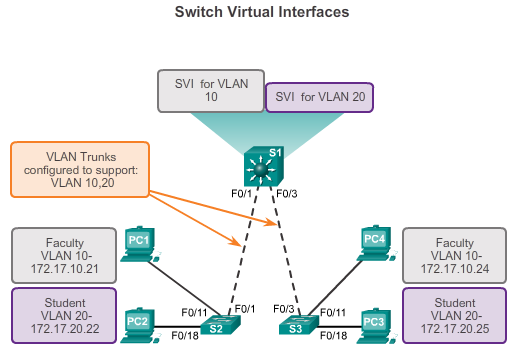 Switch Virtual Interfaces
SVI for VLAN
10
SVI for VLAN 20
VLAN Trunks
configured to support:
VLAN 10,20
S1
F0/1
F0/3
Faculty
VLAN 10-
172.17.10.21
PC1
PC4
Faculty
VLAN 10-
172.17.10.24
Student
VLAN 20-
172.17.20.22
PC2
F0/11
F0/1
F0/18
S2
F0/3
F0/11
S3
F0/18
PC3
Student
VLAN 20-
172.17.20.25